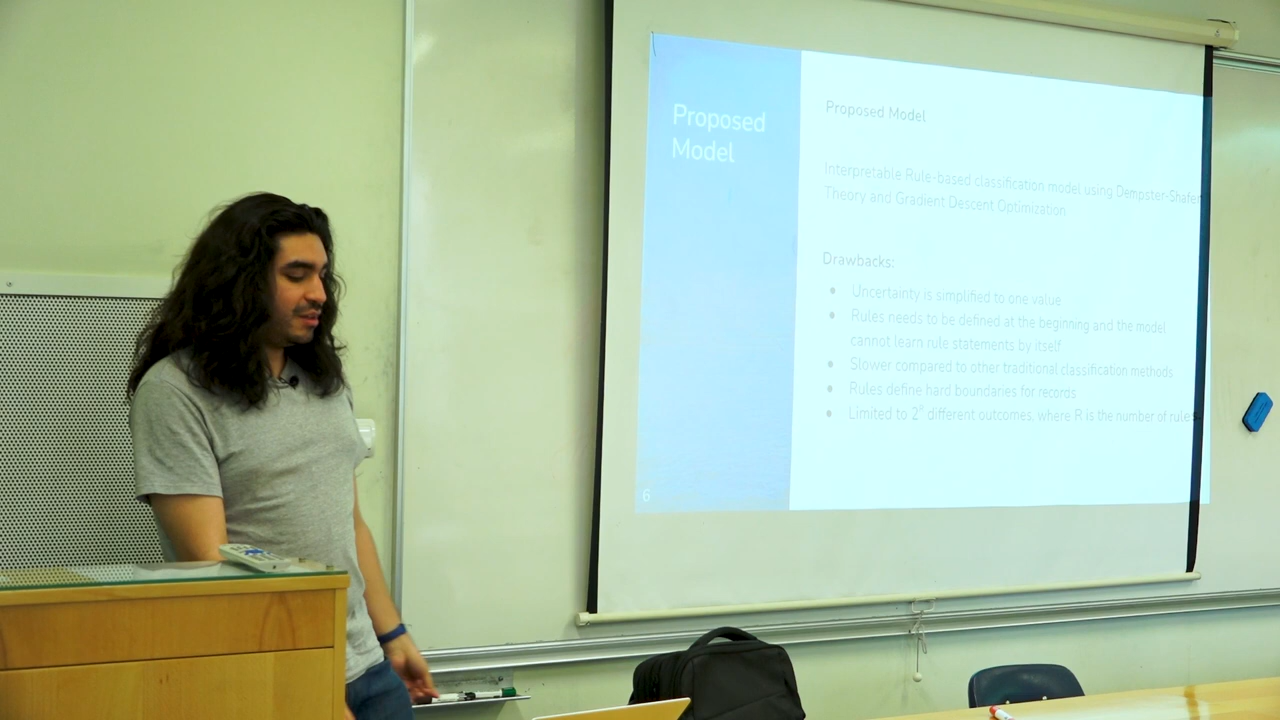 Proposed
Model
Proposed Model
Interpretable Rule-based classification model using Dempster-Shafer
Theory and Gradient Descent Optimization
Drawbacks:
• Uncertainty is simplified to one value
• Rules needs to be defined at the beginning and the model
cannot learn rule statements by itself
• Slower compared to other traditional classification methods
• Rules define hard boundaries for records
• Limited to 2ᴿ different outcomes, where R is the number of rules
6